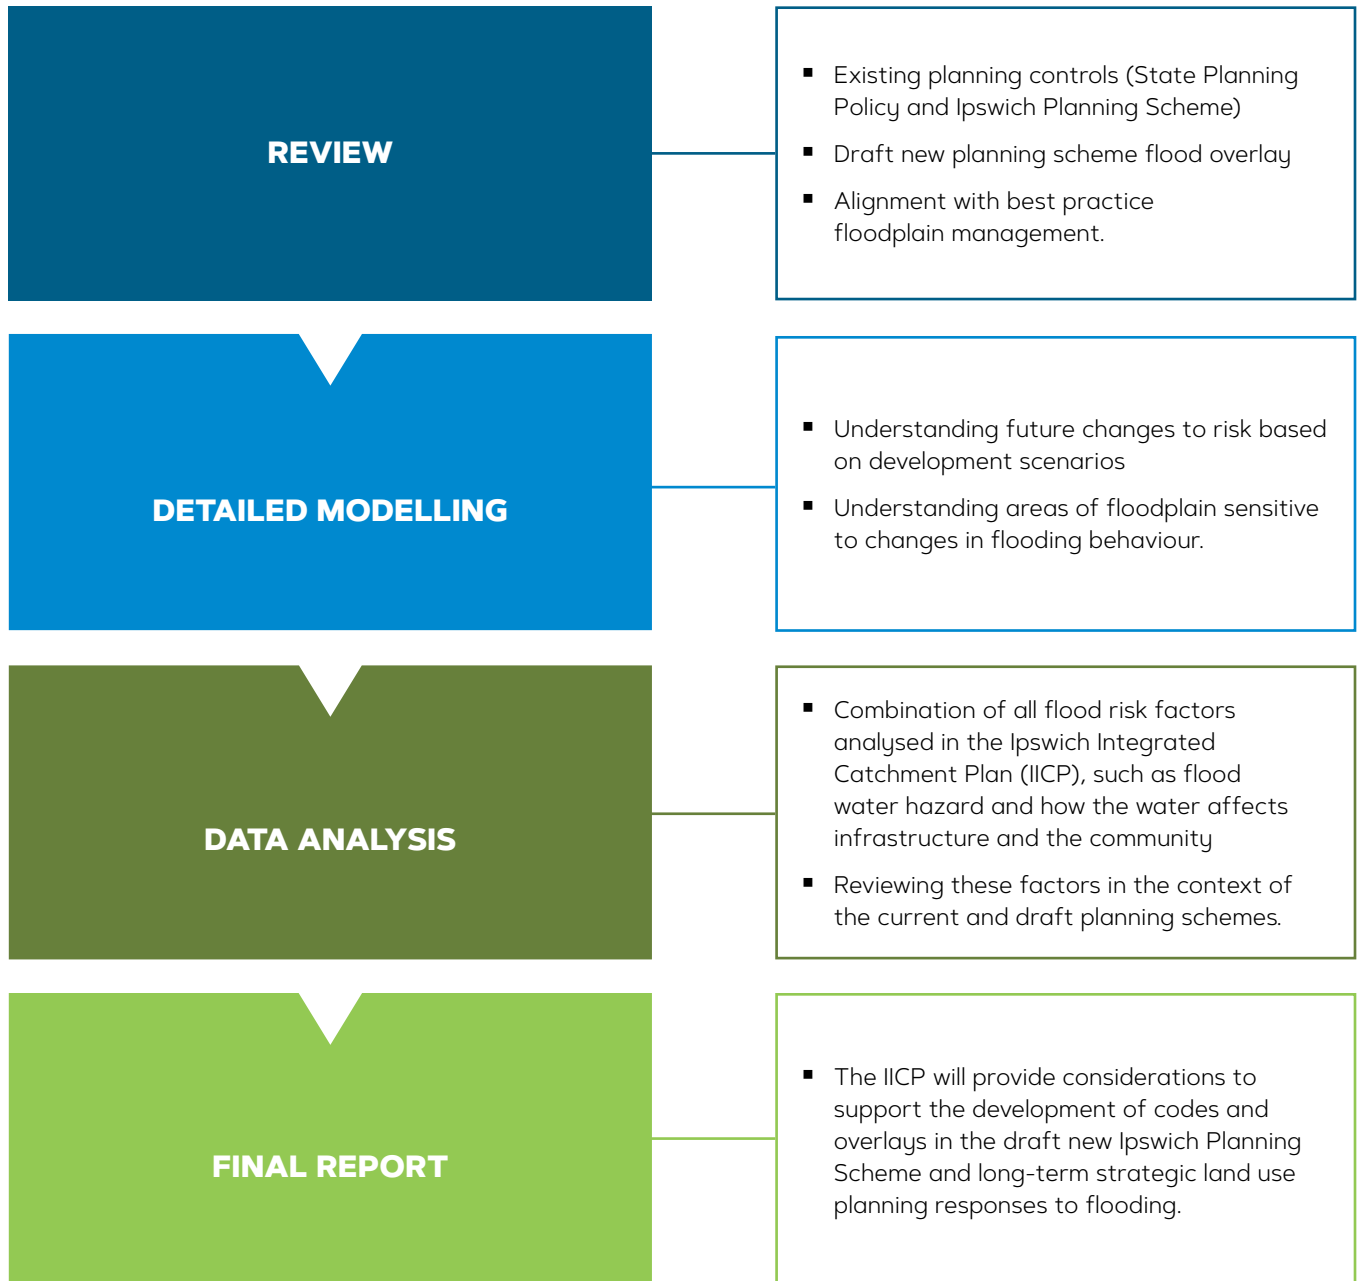 REVIEW
▪ Existing planning controls (State Planning
Policy and Ipswich Planning Scheme)
▪ Draft new planning scheme flood overlay
▪ Alignment with best practice
floodplain management.
DETAILED MODELLING
▪ Understanding future changes to risk based
on development scenarios
▪ Understanding areas of floodplain sensitive
to changes in flooding behaviour.
DATA ANALYSIS
▪ Combination of all flood risk factors
analysed in the Ipswich Integrated
Catchment Plan (IICP), such as flood
water hazard and how the water affects
infrastructure and the community
▪ Reviewing these factors in the context of
the current and draft planning schemes.
FINAL REPORT
▪ The IICP will provide considerations to
support the development of codes and
overlays in the draft new Ipswich Planning
Scheme and long-term strategic land use
planning responses to flooding.